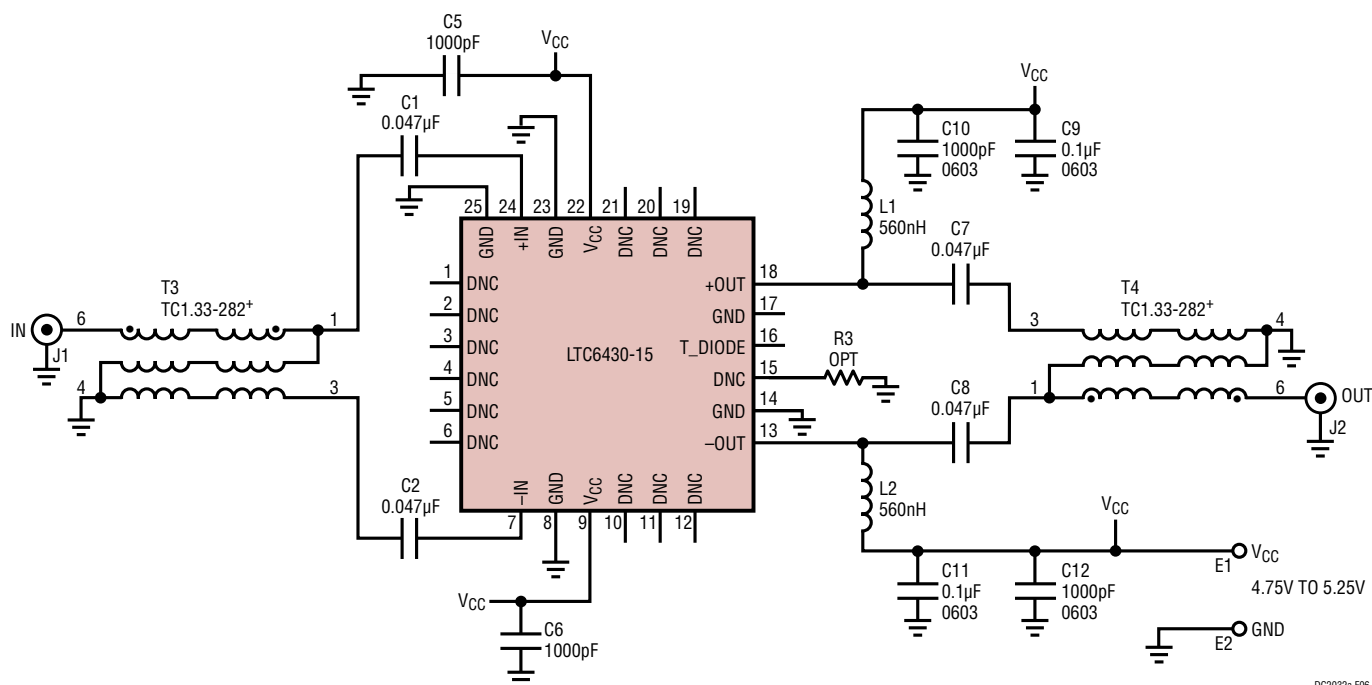 C5
1000pF
VCC
C1
0.047µF
VCC
C10
1000pF
0603
C9
0.1µF
0603
L1
560nH
C7
0.047µF
25 24 23 22 21 20 19
GND +IN GND VCC DNC DNC DNC
1 DNC
2 DNC
3 DNC
4 DNC
5 DNC
6 DNC
LTC6430-15
+OUT 18
GND 17
T_DIODE 16
DNC 15
GND 14
–OUT 13
R3
OPT
–IN GND VCC DNC DNC DNC
7 8 9 10 11 12
T3
TC1.33-282+
IN
J1
6 1
4 3
C2
0.047µF
VCC
C6
1000pF
T4
TC1.33-282+
3 4
1 6
OUT
J2
C8
0.047µF
L2
560nH
VCC
C11
0.1µF
0603
C12
1000pF
0603
E1 VCC
4.75V TO 5.25V
E2 GND